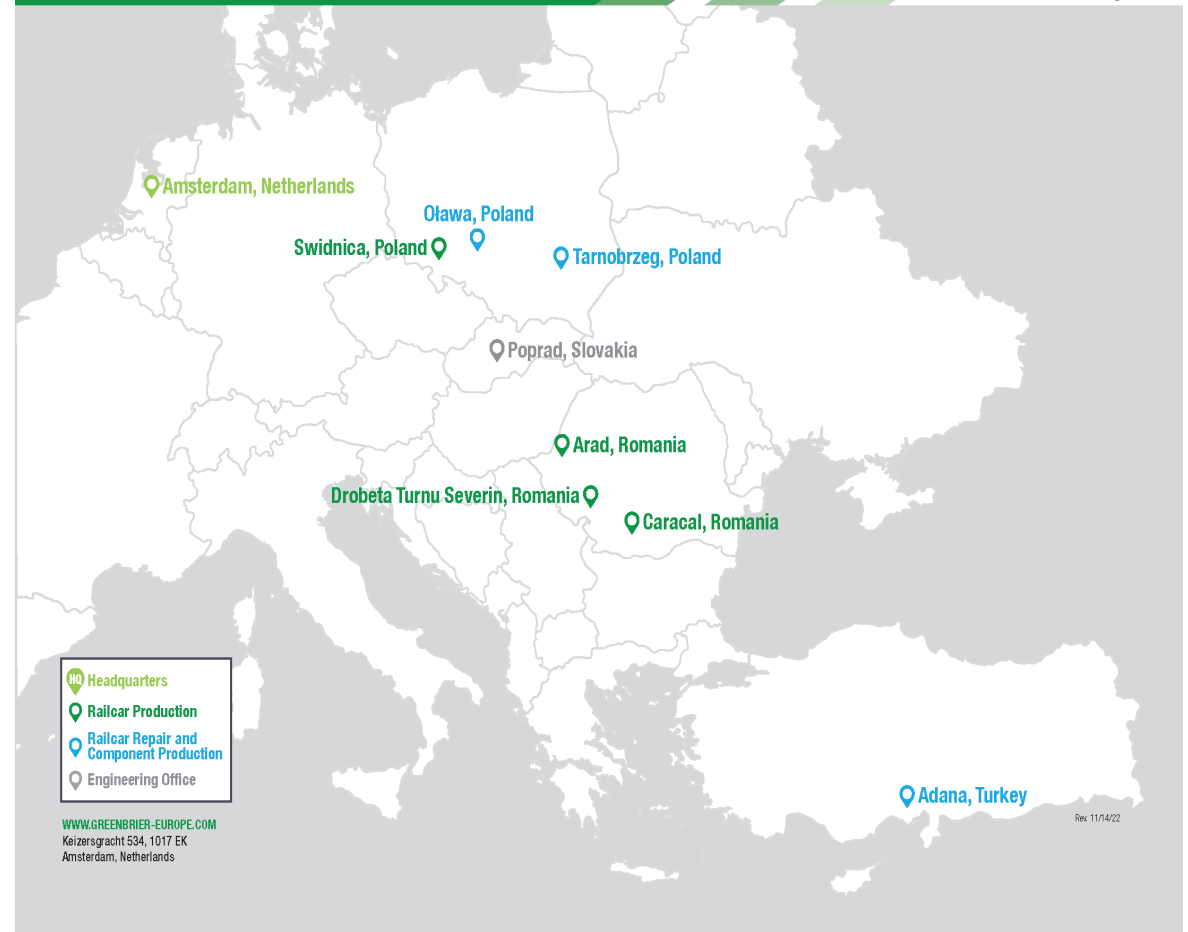 Amsterdam, Netherlands
Oława, Poland
Swidnica, Poland
Tarnobrzeg, Poland
Poprad, Slovakia
Arad, Romania
Drobeta Turnu Severin, Romania
Caracal, Romania
HQ Headquarters
Railcar Production
Railcar Repair and
Component Production
Engineering Office
Adana, Turkey
Rev. 11/14/22
WWW.GREENBRIER-EUROPE.COM
Keizersgracht 534, 1017 EK
Amsterdam, Netherlands